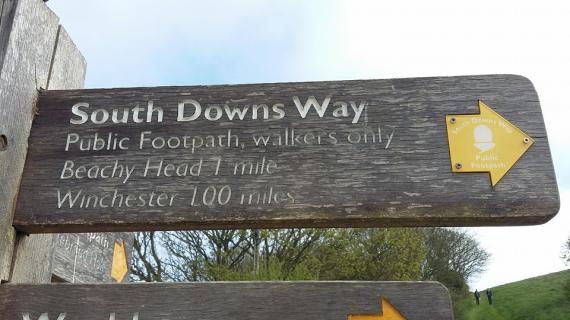 South Downs Way
Public Footpath, walkers only
Beachy Head 1 mile
Winchester 100 miles
South Downs Way
Public
Footpath